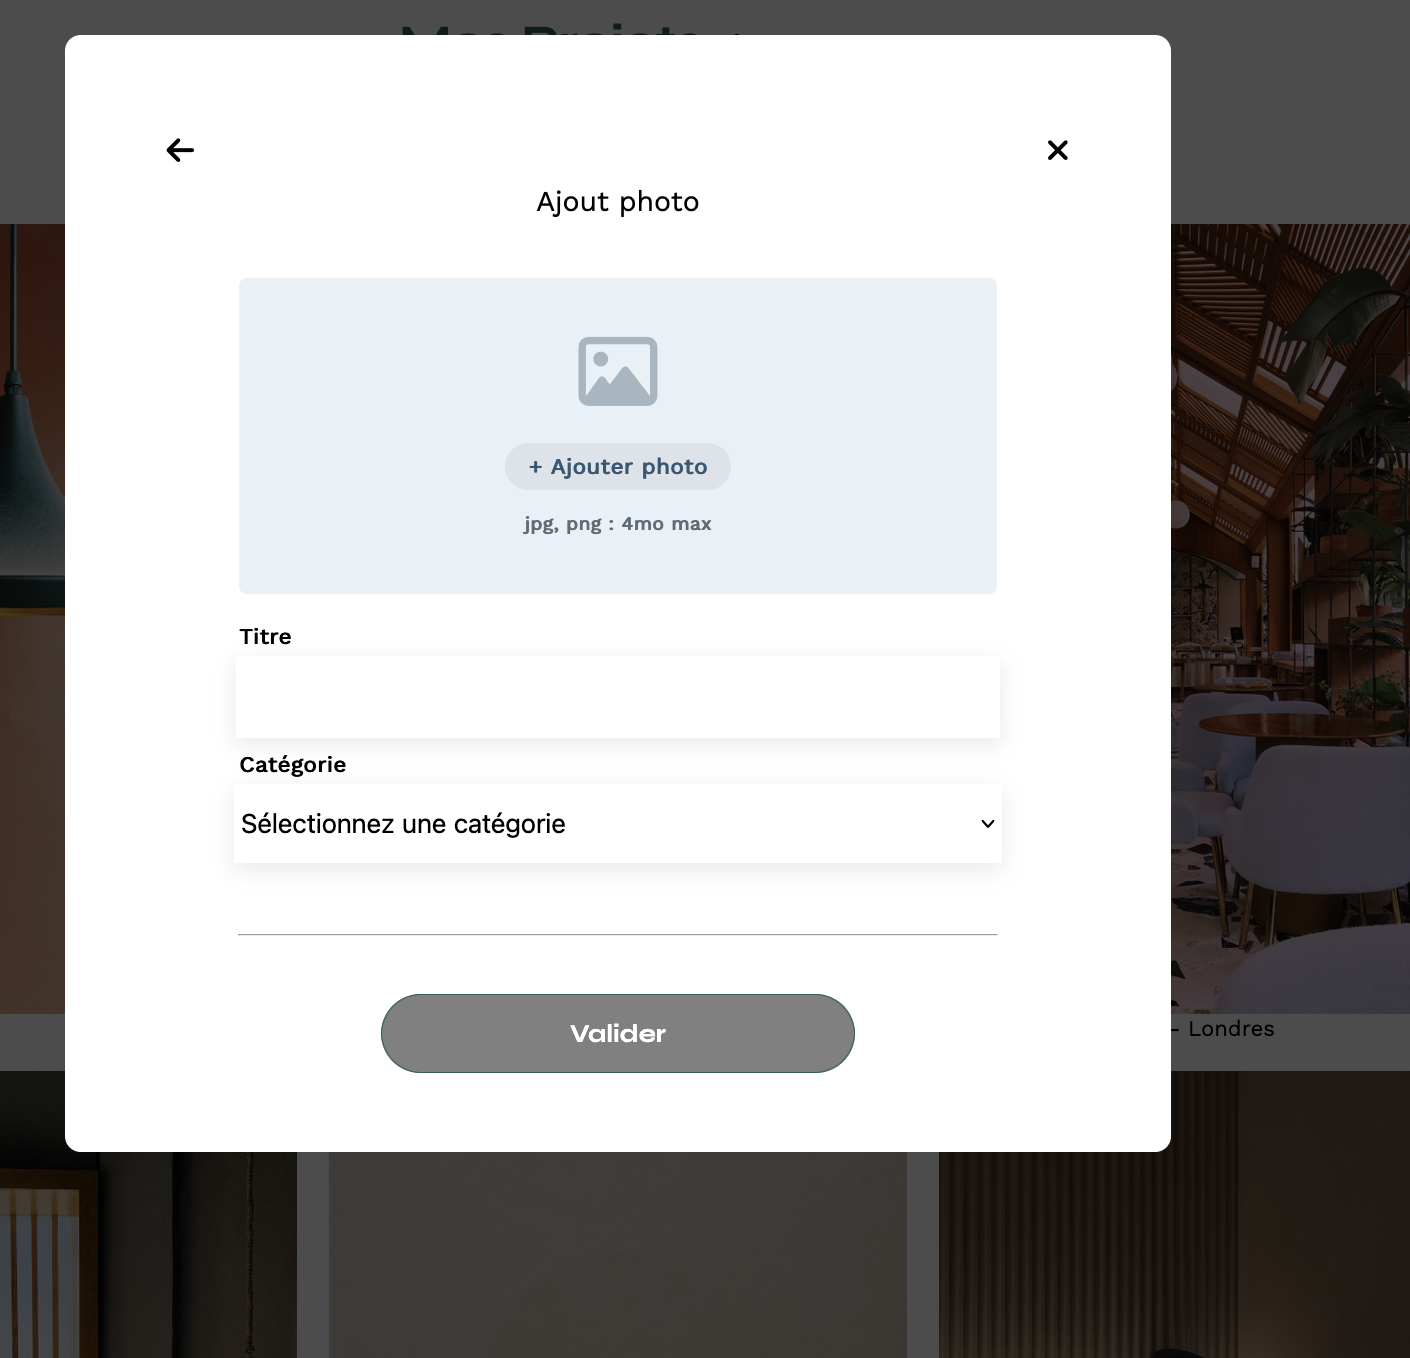 Ajout photo
+ Ajouter photo
jpg, png : 4mo max
Titre
Catégorie
Sélectionnez une catégorie
Valider
- Londres